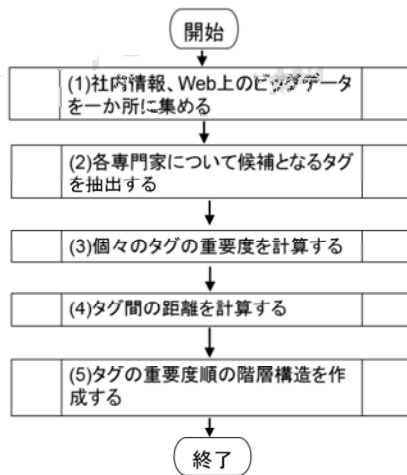 開始
(1)社内情報、Web上のビッグデータ
を一か所に集める
(2)各専門家について候補となるタグ
を抽出する
(3)個々のタグの重要度を計算する
(4)タグ間の距離を計算する
(5)タグの重要度順の階層構造を作
成する
終了